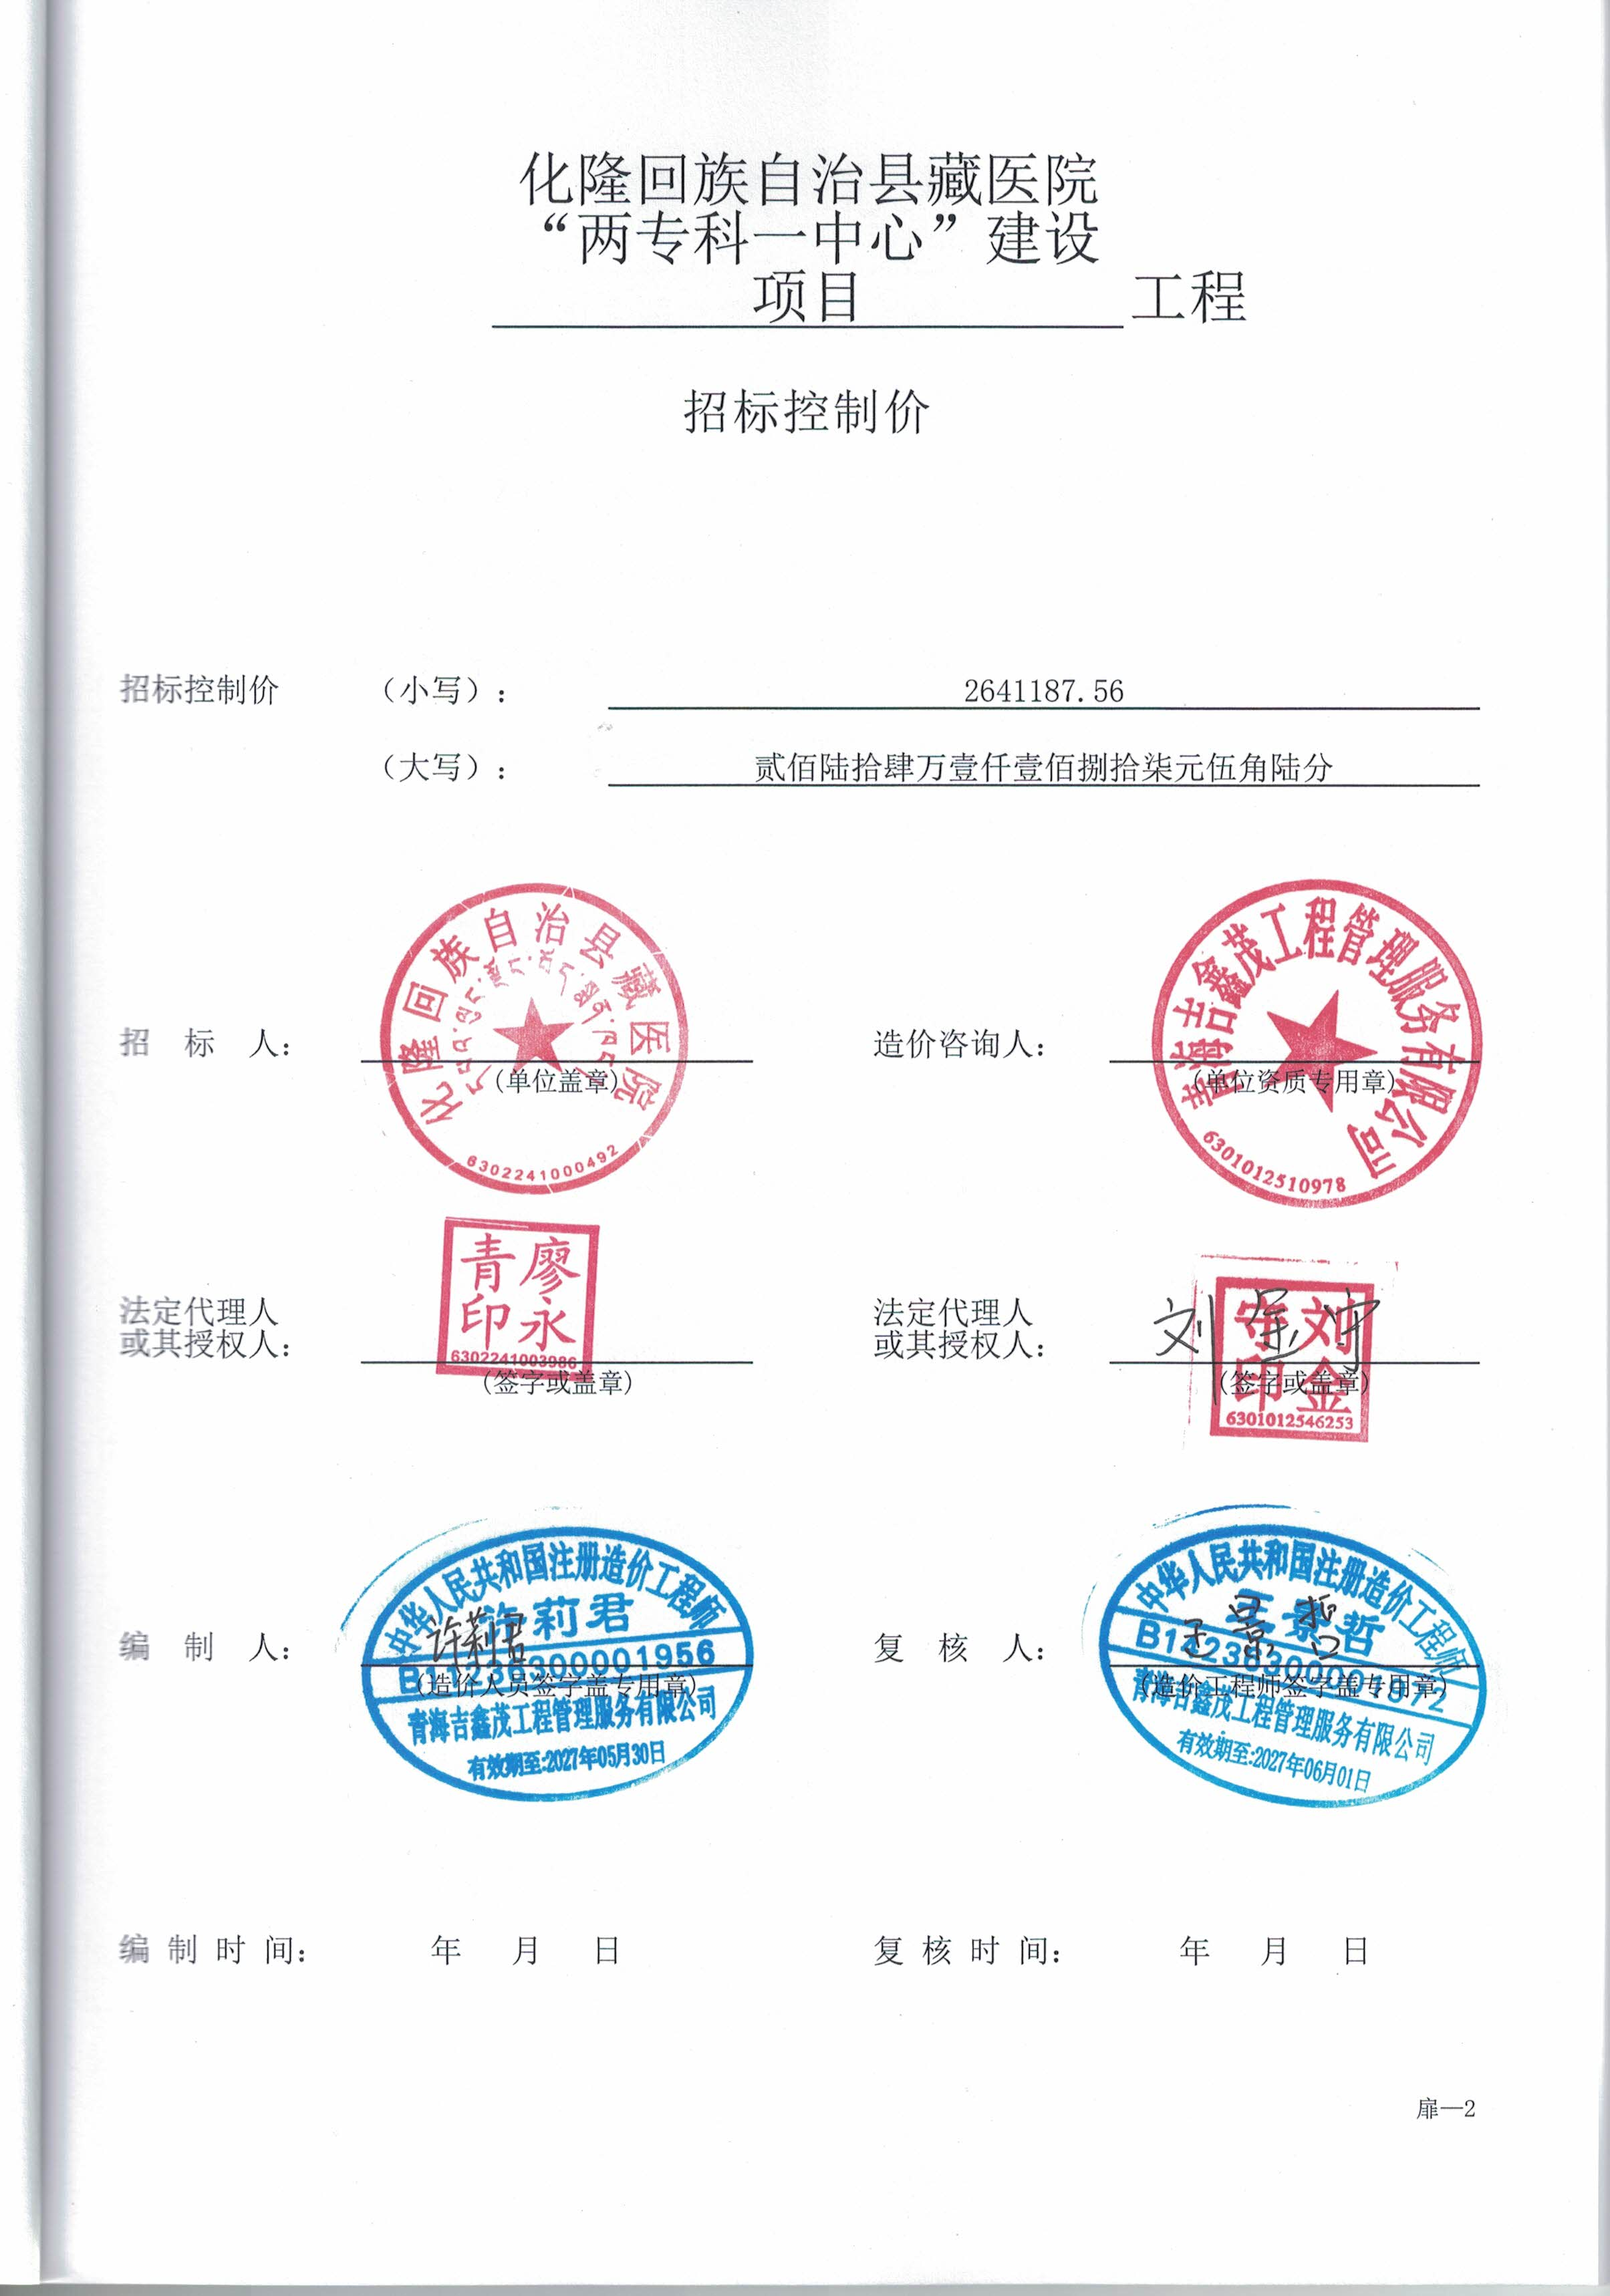 化隆回族自治县藏医院
“两专科一中心”建设
项目 工程
招标控制价
招标控制价 （小写）： 2641187.56
（大写）： 贰佰陆拾肆万壹仟壹佰捌拾柒元伍角陆分
化隆回族自治县藏医院
6302241000492
招 标 人：
(单位盖章)
青海吉鑫茂工程管理服务有限公司
6301012510978
造价咨询人：
(单位资质专用章)
廖永青印
6302241003986
法定代理人
或其授权人：
(签字或盖章)
刘金守
刘金守印
6301012546253
法定代理人
或其授权人：
(签字或盖章)
中华人民共和国注册造价工程师
许莉君
许莉君
B11236300001956
编 制 人：
(造价人员签字盖专用章)
青海吉鑫茂工程管理服务有限公司
有效期至:2027年05月30日
中华人民共和国注册造价工程师
王景哲
王景哲
复 核 人：
(造价工程师签字盖专用章)
青海吉鑫茂工程管理服务有限公司
有效期至:2027年06月01日
编 制 时 间： 年 月 日 复 核 时 间： 年 月 日
扉—2